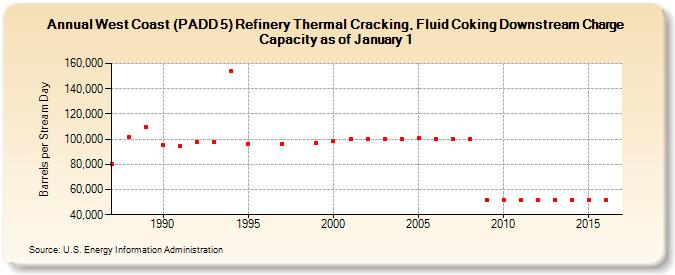 Annual West Coast (PADD 5) Refinery Thermal Cracking, Fluid Coking Downstream Charge
Capacity as of January 1
Barrels per Stream Day
160,000
140,000
120,000
100,000
80,000
60,000
40,000
1990 1995 2000 2005 2010 2015
Source: U.S. Energy Information Administration